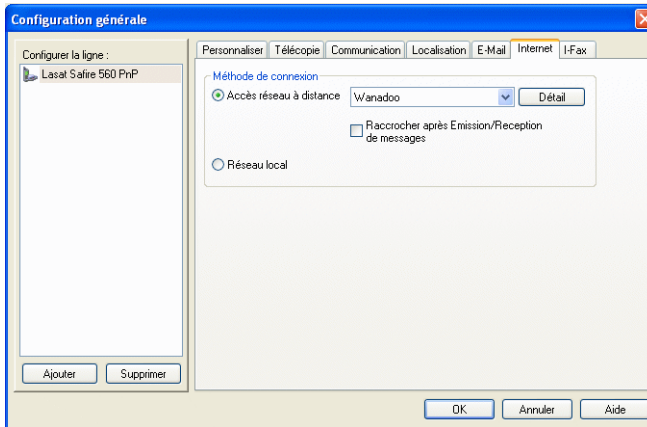 Configuration générale
Configurer la ligne :
Lasat Safire 560 PnP
Ajouter
Supprimer
Personnaliser
Télécopie
Communication
Localisation
E-Mail
Internet
I-Fax
Méthode de connexion
Accès réseau à distance
Wanadoo
Détail
Raccrocher après Emission/Reception
de messages
Réseau local
OK
Annuler
Aide